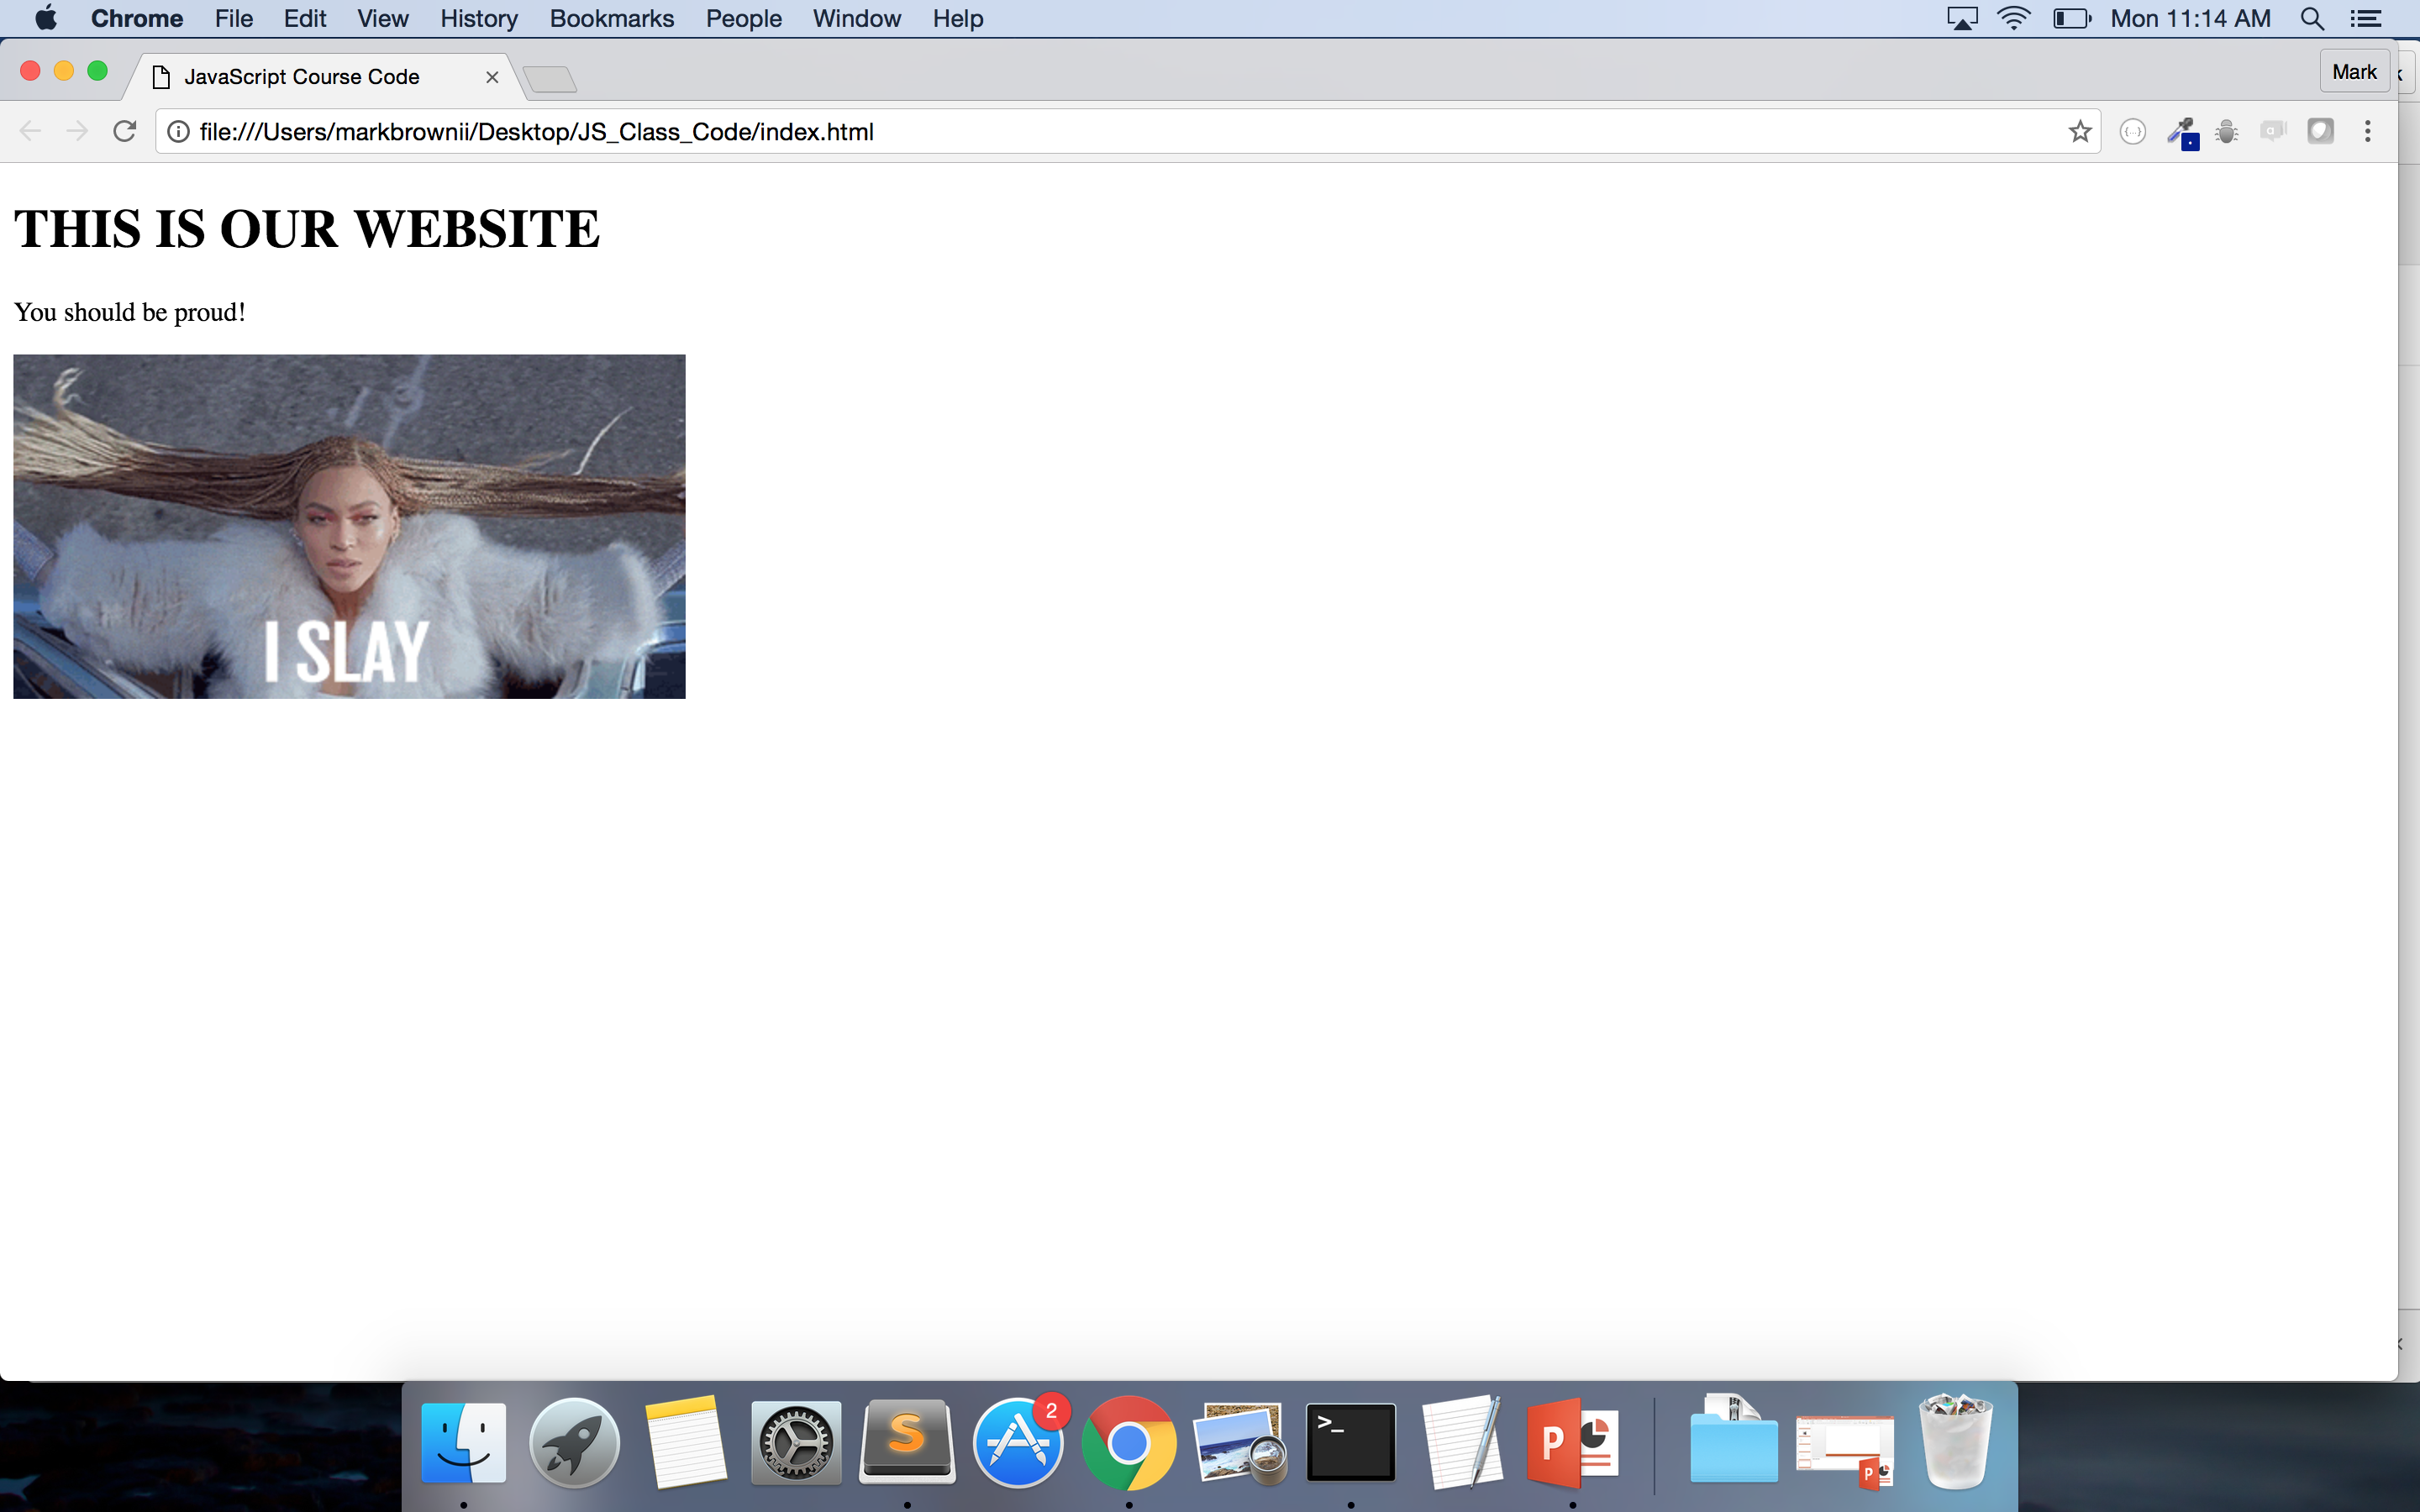 Chrome File Edit View History Bookmarks People Window Help Mon 11:14 AM
JavaScript Course Code Mark
file:///Users/markbrownii/Desktop/JS_Class_Code/index.html
THIS IS OUR WEBSITE
You should be proud!
I SLAY
S 2 >_ P P